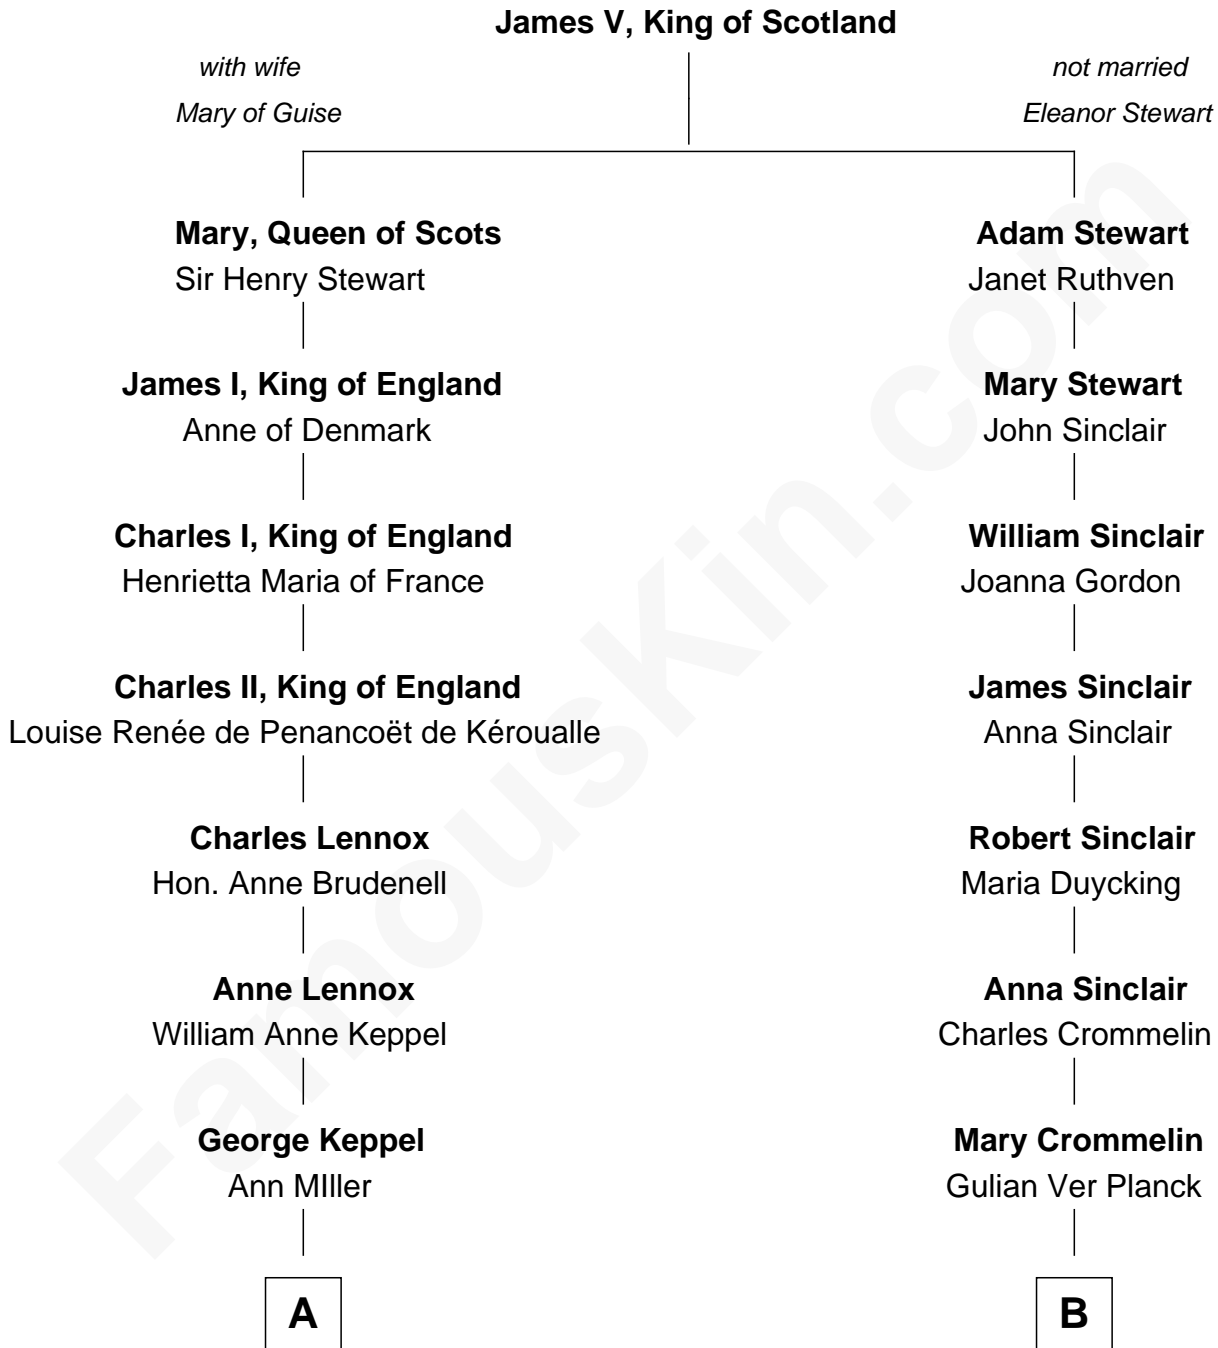 James V, King of Scotland
with wife
Mary of Guise
not married
Eleanor Stewart
Mary, Queen of Scots
Sir Henry Stewart
Adam Stewart
Janet Ruthven
James I, King of England
Anne of Denmark
Mary Stewart
John Sinclair
Charles I, King of England
Henrietta Maria of France
William Sinclair
Joanna Gordon
Charles II, King of England
Louise Renée de Penancoët de Kéroualle
James Sinclair
Anna Sinclair
Charles Lennox
Hon. Anne Brudenell
Robert Sinclair
Maria Duycking
Anne Lennox
William Anne Keppel
Anna Sinclair
Charles Crommelin
George Keppel
Ann MIller
Mary Crommelin
Gulian Ver Planck
A
B
FamousKin.com